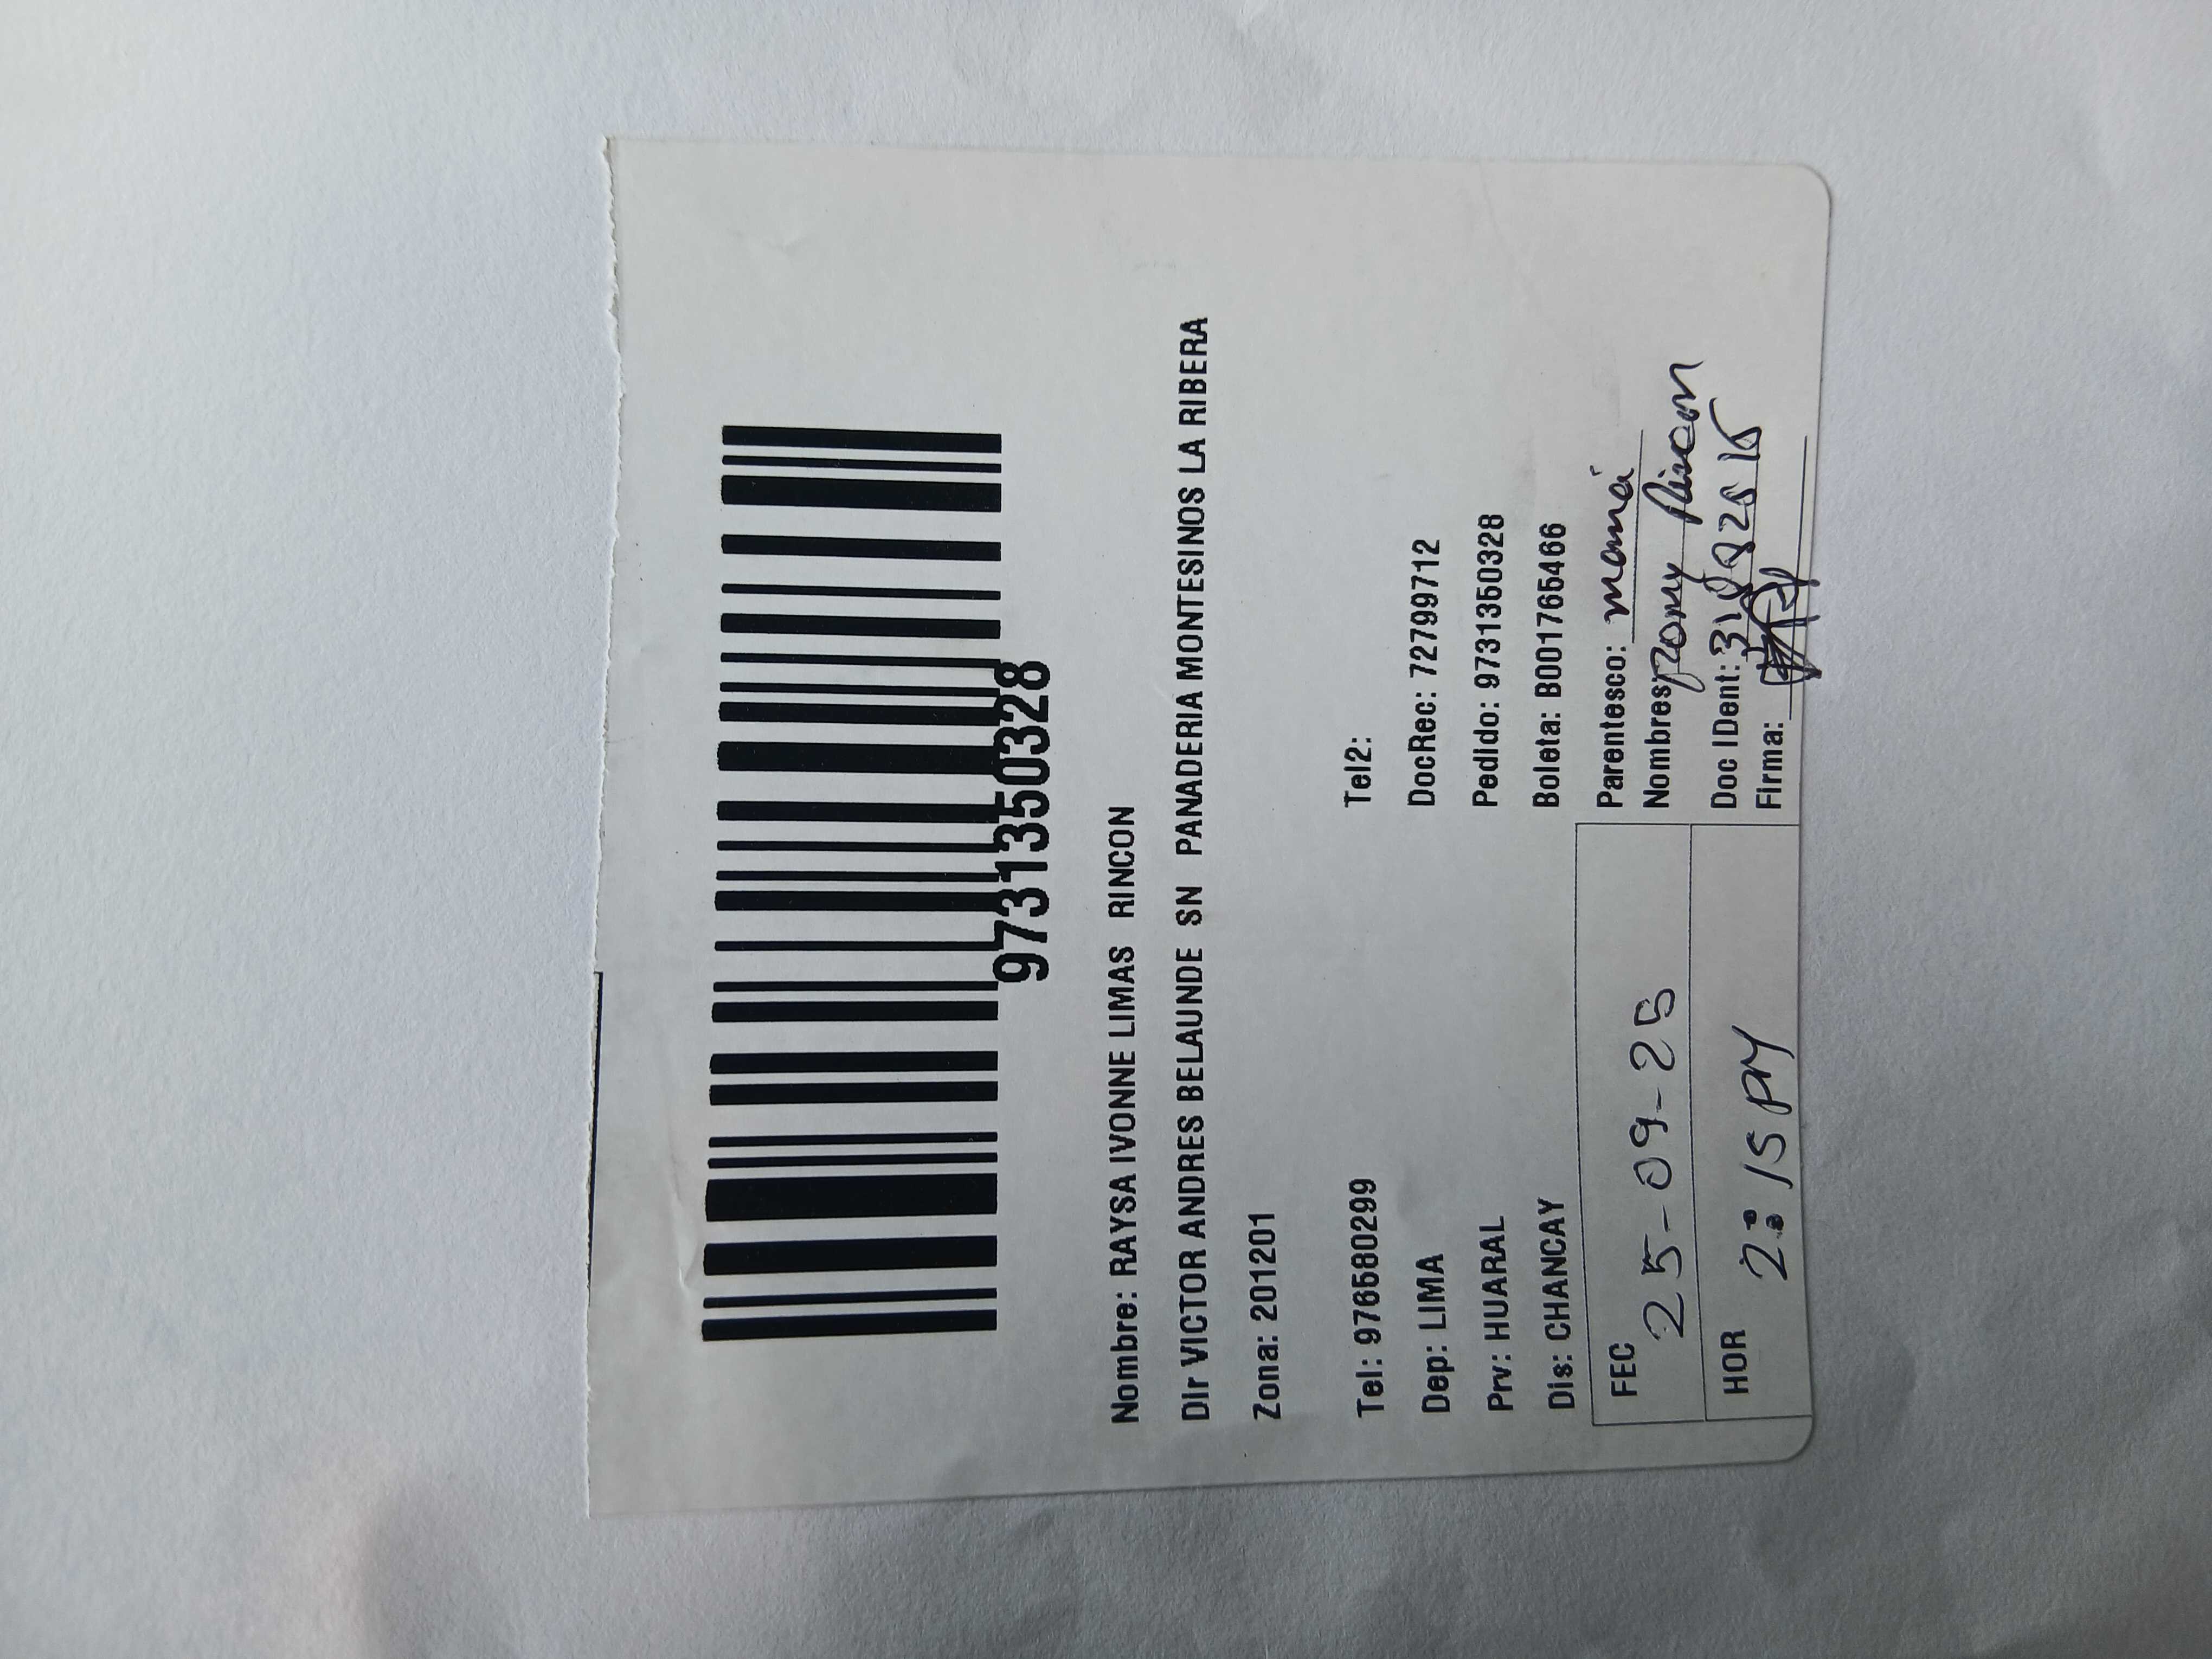 9731350328
Nombre: RAYSA IVONNE LIMAS RINCON
DIr VICTOR ANDRES BELAUNDE SN PANADERIA MONTESINOS LA RIBERA
Zona: 201201
Tel: 976580299 Tel2:
Dep: LIMA DocRec: 72799712
Prv: HUARAL PedIdo: 9731350328
Dis: CHANCAY Boleta: B001765466
FEC 25-09-25 Parentesco: mamá
Nombres: Rincon
HOR 2:15 PM Doc IDent:
Firma: